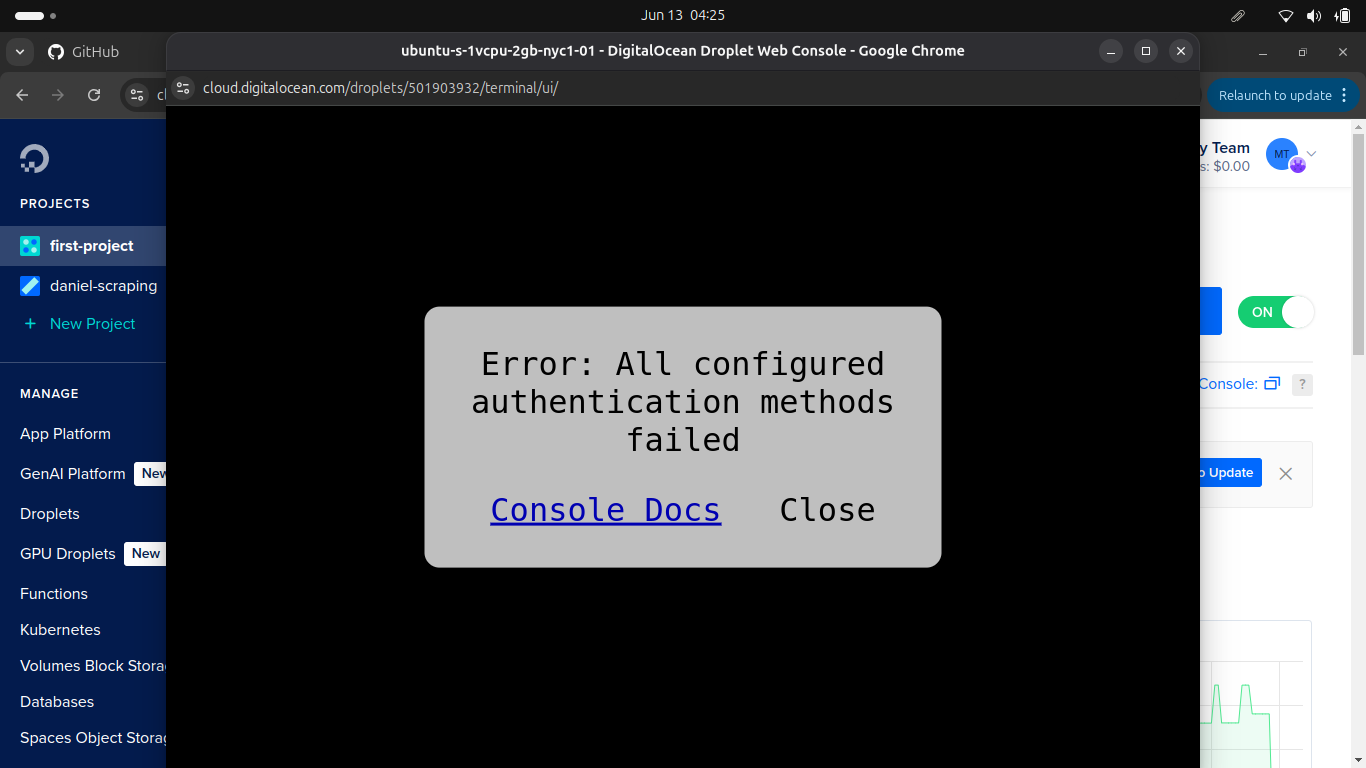 Jun 13 04:25
GitHub
ubuntu-s-1vcpu-2gb-nyc1-01 - DigitalOcean Droplet Web Console - Google Chrome
cloud.digitalocean.com/droplets/501903932/terminal/ui/
Relaunch to update
PROJECTS
first-project
daniel-scraping
New Project
MANAGE
App Platform
GenAI Platform New
Droplets
GPU Droplets New
Functions
Kubernetes
Volumes Block Stora
Databases
Spaces Object Stora
Error: All configured
authentication methods
failed
Console Docs Close
y Team
s: $0.00
MT
ON
Console:
?
o Update